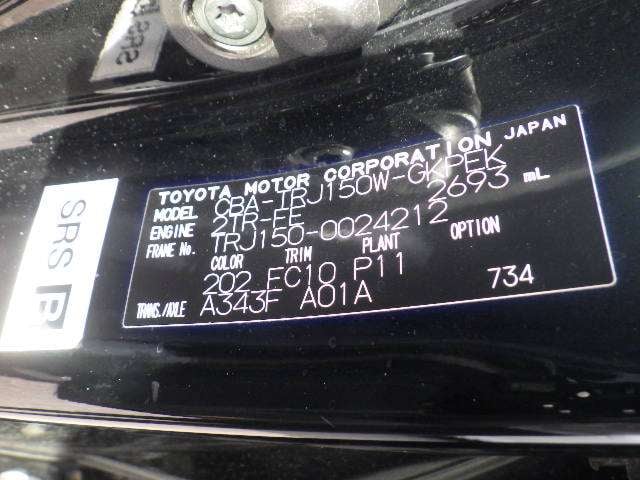 SRS
TOYOTA MOTOR CORPORATION JAPAN
MODEL CBA-TRJ150W-GKPEK
ENGINE 2TR-FE 2693 mL
FRAME No. TRJ150-0024212
COLOR TRIM PLANT OPTION
202 FC10 P11
TRANS./AXLE A343F A01A 734
SRS B